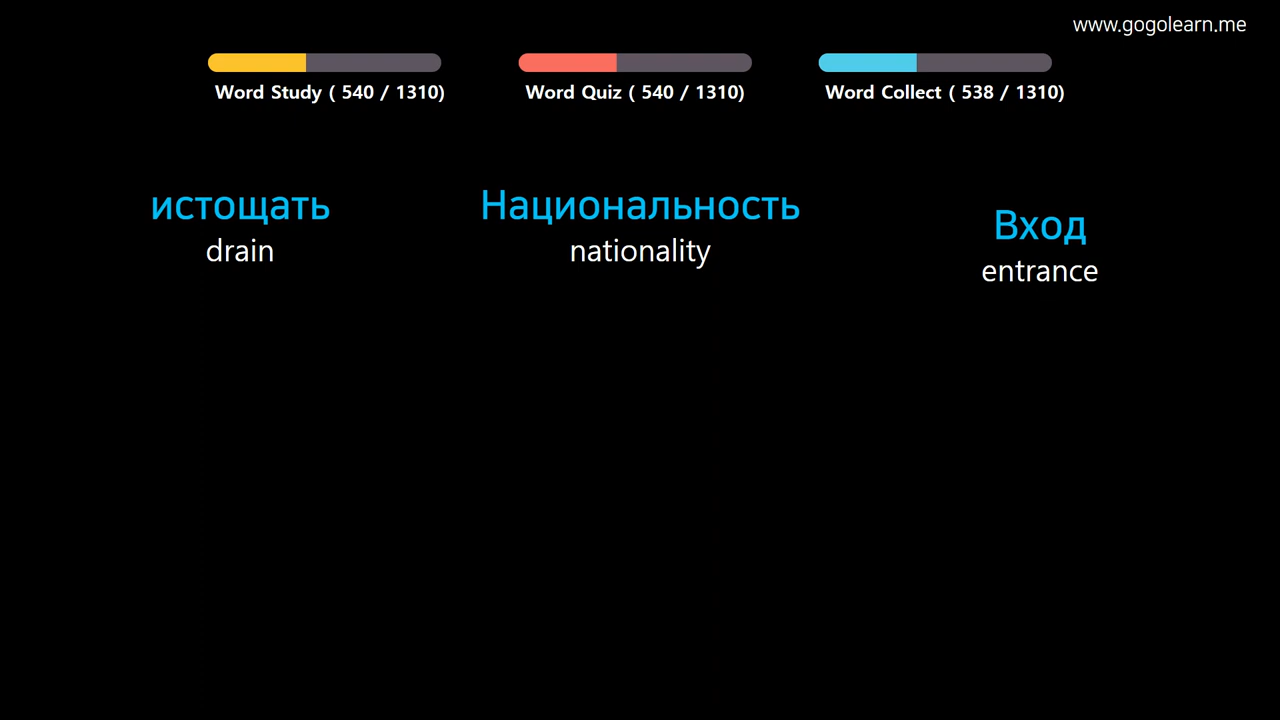 www.gogolearn.me
Word Study ( 540 / 1310)
Word Quiz ( 540 / 1310)
Word Collect ( 538 / 1310)
истощать
drain
Национальность
nationality
Вход
entrance